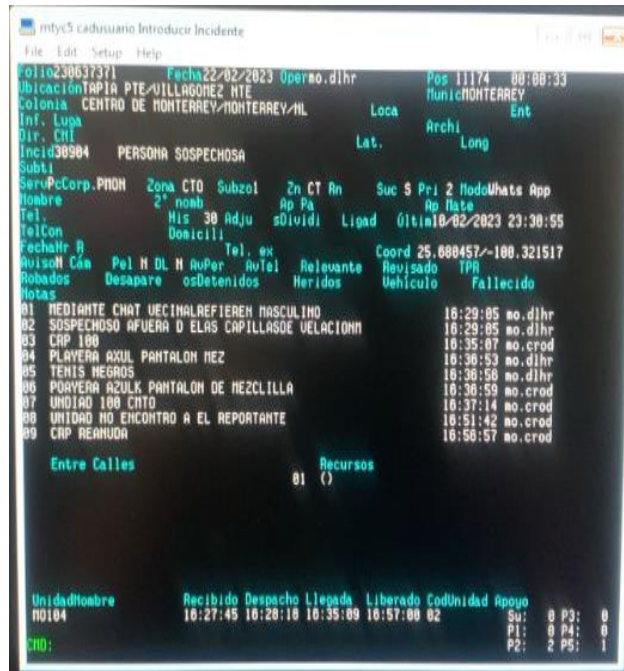 mtyc5 cadusuario Introducir Incidente
File Edit Setup Help
Folio230637371 Fecha22/02/2023 Opermo.dlhr Pos 11174 00:00:33
UbicaciónTAPIA PTE/VILLAGOMEZ NTE MunicMONTERREY
Colonia CENTRO DE MONTERREY/MONTERREY/NL Loca Ent
Inf. Luga Archi
Dir. CMI Lat. Long
Incid30904 PERSONA SOSPECHOSA
Subti
ServPcCorp.PMON Zona CTO Subzo1 Zn CT Rn Suc S Pri 2 ModoWhats App
Nombre 2° nomb Ap Pa Ap Mate
Tel. His 30 Adju sDividi Ligad Últim18/02/2023 23:30:55
TelCon Domicili
FechaHr R Tel. ex Coord 25.680457/-100.321517
AvisoN Cám Pel N DL N AvPer AvTel Relevante Revisado TPR
Robados Desapare osDetenidos Heridos Vehículo Fallecido
Notas
01 MEDIANTE CHAT VECINALREFIEREN MASCULINO 16:29:05 mo.dlhr
02 SOSPECHOSO AFUERA D ELAS CAPILLASDE VELACIONM 16:29:05 mo.dlhr
03 CRP 100 16:35:07 mo.crod
04 PLAYERA AXUL PANTALON MEZ 16:36:53 mo.dlhr
05 TENIS NEGROS 16:36:58 mo.dlhr
06 POAYERA AZULK PANTALON DE MEZCLILLA 16:36:59 mo.crod
07 UNDIAD 100 CNTO 16:37:14 mo.crod
08 UNIDAD NO ENCONTRO A EL REPORTANTE 16:51:42 mo.crod
09 CRP REANUDA 16:56:57 mo.crod
Entre Calles Recursos
01 ()
UnidadNombre Recibido Despacho Llegada Liberado CodUnidad Apoyo
MO104 16:27:45 16:28:18 16:35:09 16:57:00 02 Su: 0 P3: 0
P1: 0 P4: 0
CMD: P2: 2 P5: 1